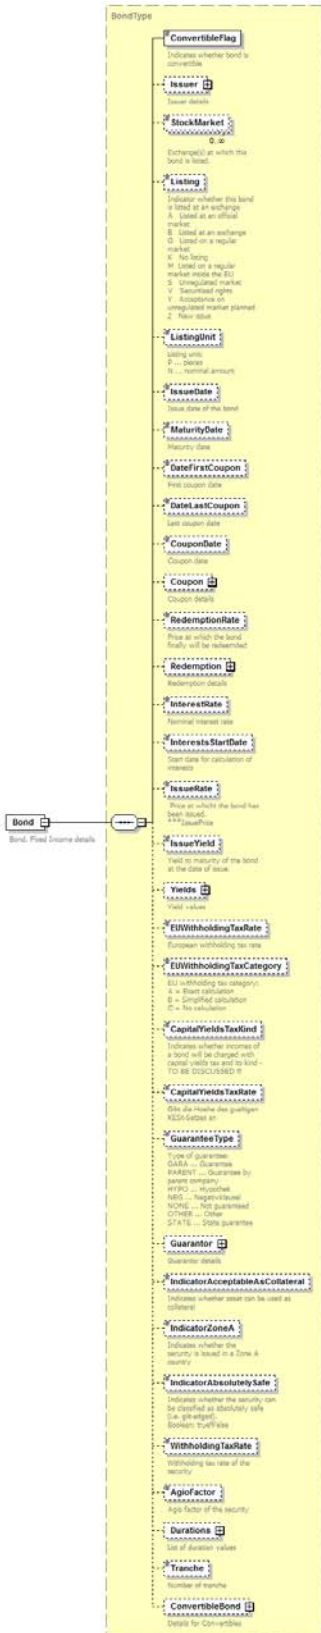 BondType
ConvertibleFlag
Indicates whether bond is
convertible
Issuer
Issuer details
StockMarket
0..∞
Exchange(s) at which this
bond is listed.
Listing
Indicator whether this band
is listed at an exchange
A Listed at an official
market
B Listed at an exchange
G Listed on a regular
market
K No listing
M Listed on a regular
market inside the EU
S Unregulated market
V Securitised rights
Y Acceptance on
unregulated market planned
Z New issue
ListingUnit
Listing unit:
P ... pieces
N ... nominal amount
IssueDate
Issue date of the bond
MaturityDate
Maturity date
DateFirstCoupon
First coupon date
DateLastCoupon
Last coupon date
CouponDate
Coupon date
Coupon
Coupon details
RedemptionRate
Price at which the bond
finally will be redeemded
Redemption
Redemption details
InterestRate
Nominal interest rate
InterestsStartDate
Start date for calculation of
interests
Bond
Bond. Fixed Income details
IssueRate
Price at whicht the bond has
been issued.
***IssuePrice
IssueYield
Yield to maturity of the bond
at the date of issue.
Yields
Yield values
EUWithholdingTaxRate
European withholding tax rate
EUWithholdingTaxCategory
EU withholding tax category:
A = Exact calculation
B = Simplified calculation
C = No calculation
CapitalYieldsTaxKind
Indicates whether incomes of
a bond will be charged with
capital yields tax and its kind -
TO BE DISCUSSED !!!
CapitalYieldsTaxRate
Gibt die Hoehe des gueltigen
KESt-Satzes an
GuaranteeType
Type of guarantee:
GARA ... Guarantee
PARENT ... Guarantee by
parent company
HYPO ... Hypothek
NEG ... Negativklausel
NONE ... Not guaranteed
OTHER ... Other
STATE ... State guarantee
Guarantor
Guarantor details
IndicatorAcceptableAsCollateral
Indicates whether asset can be used as
collateral
IndicatorZoneA
Indicates whether the
security is issued in a Zone A
country
IndicatorAbsolutelySafe
Indicates whether the security can
be classified as absolutely safe
(i.e. gilt-edged).
Boolean: true/false
WithholdingTaxRate
Withholding tax rate of the
security
AgioFactor
Agio factor of the security
Durations
List of duration values
Tranche
Number of tranche
ConvertibleBond
Details for Convertibles